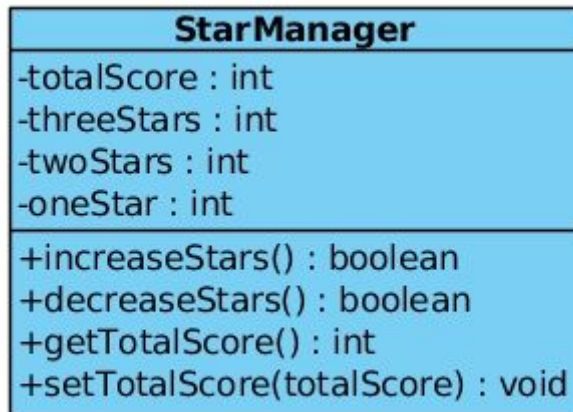 StarManager
-totalScore : int
-threeStars : int
-twoStars : int
-oneStar : int
+increaseStars() : boolean
+decreaseStars() : boolean
+getTotalScore() : int
+setTotalScore(totalScore) : void